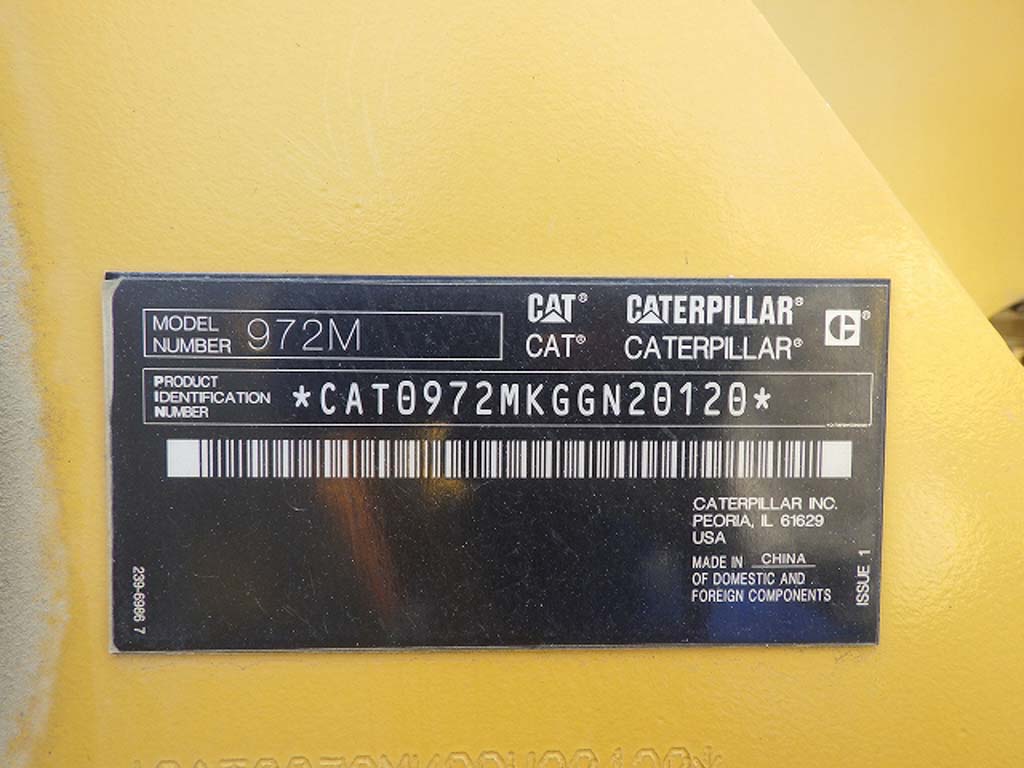 MODEL
NUMBER 972M
CAT® CATERPILLAR®
CAT® CATERPILLAR®
PRODUCT
IDENTIFICATION
NUMBER
*CAT0972MKGGN20120*
CATERPILLAR INC.
PEORIA, IL 61629
USA
MADE IN CHINA
OF DOMESTIC AND
FOREIGN COMPONENTS
ISSUE 1
239-6986 7